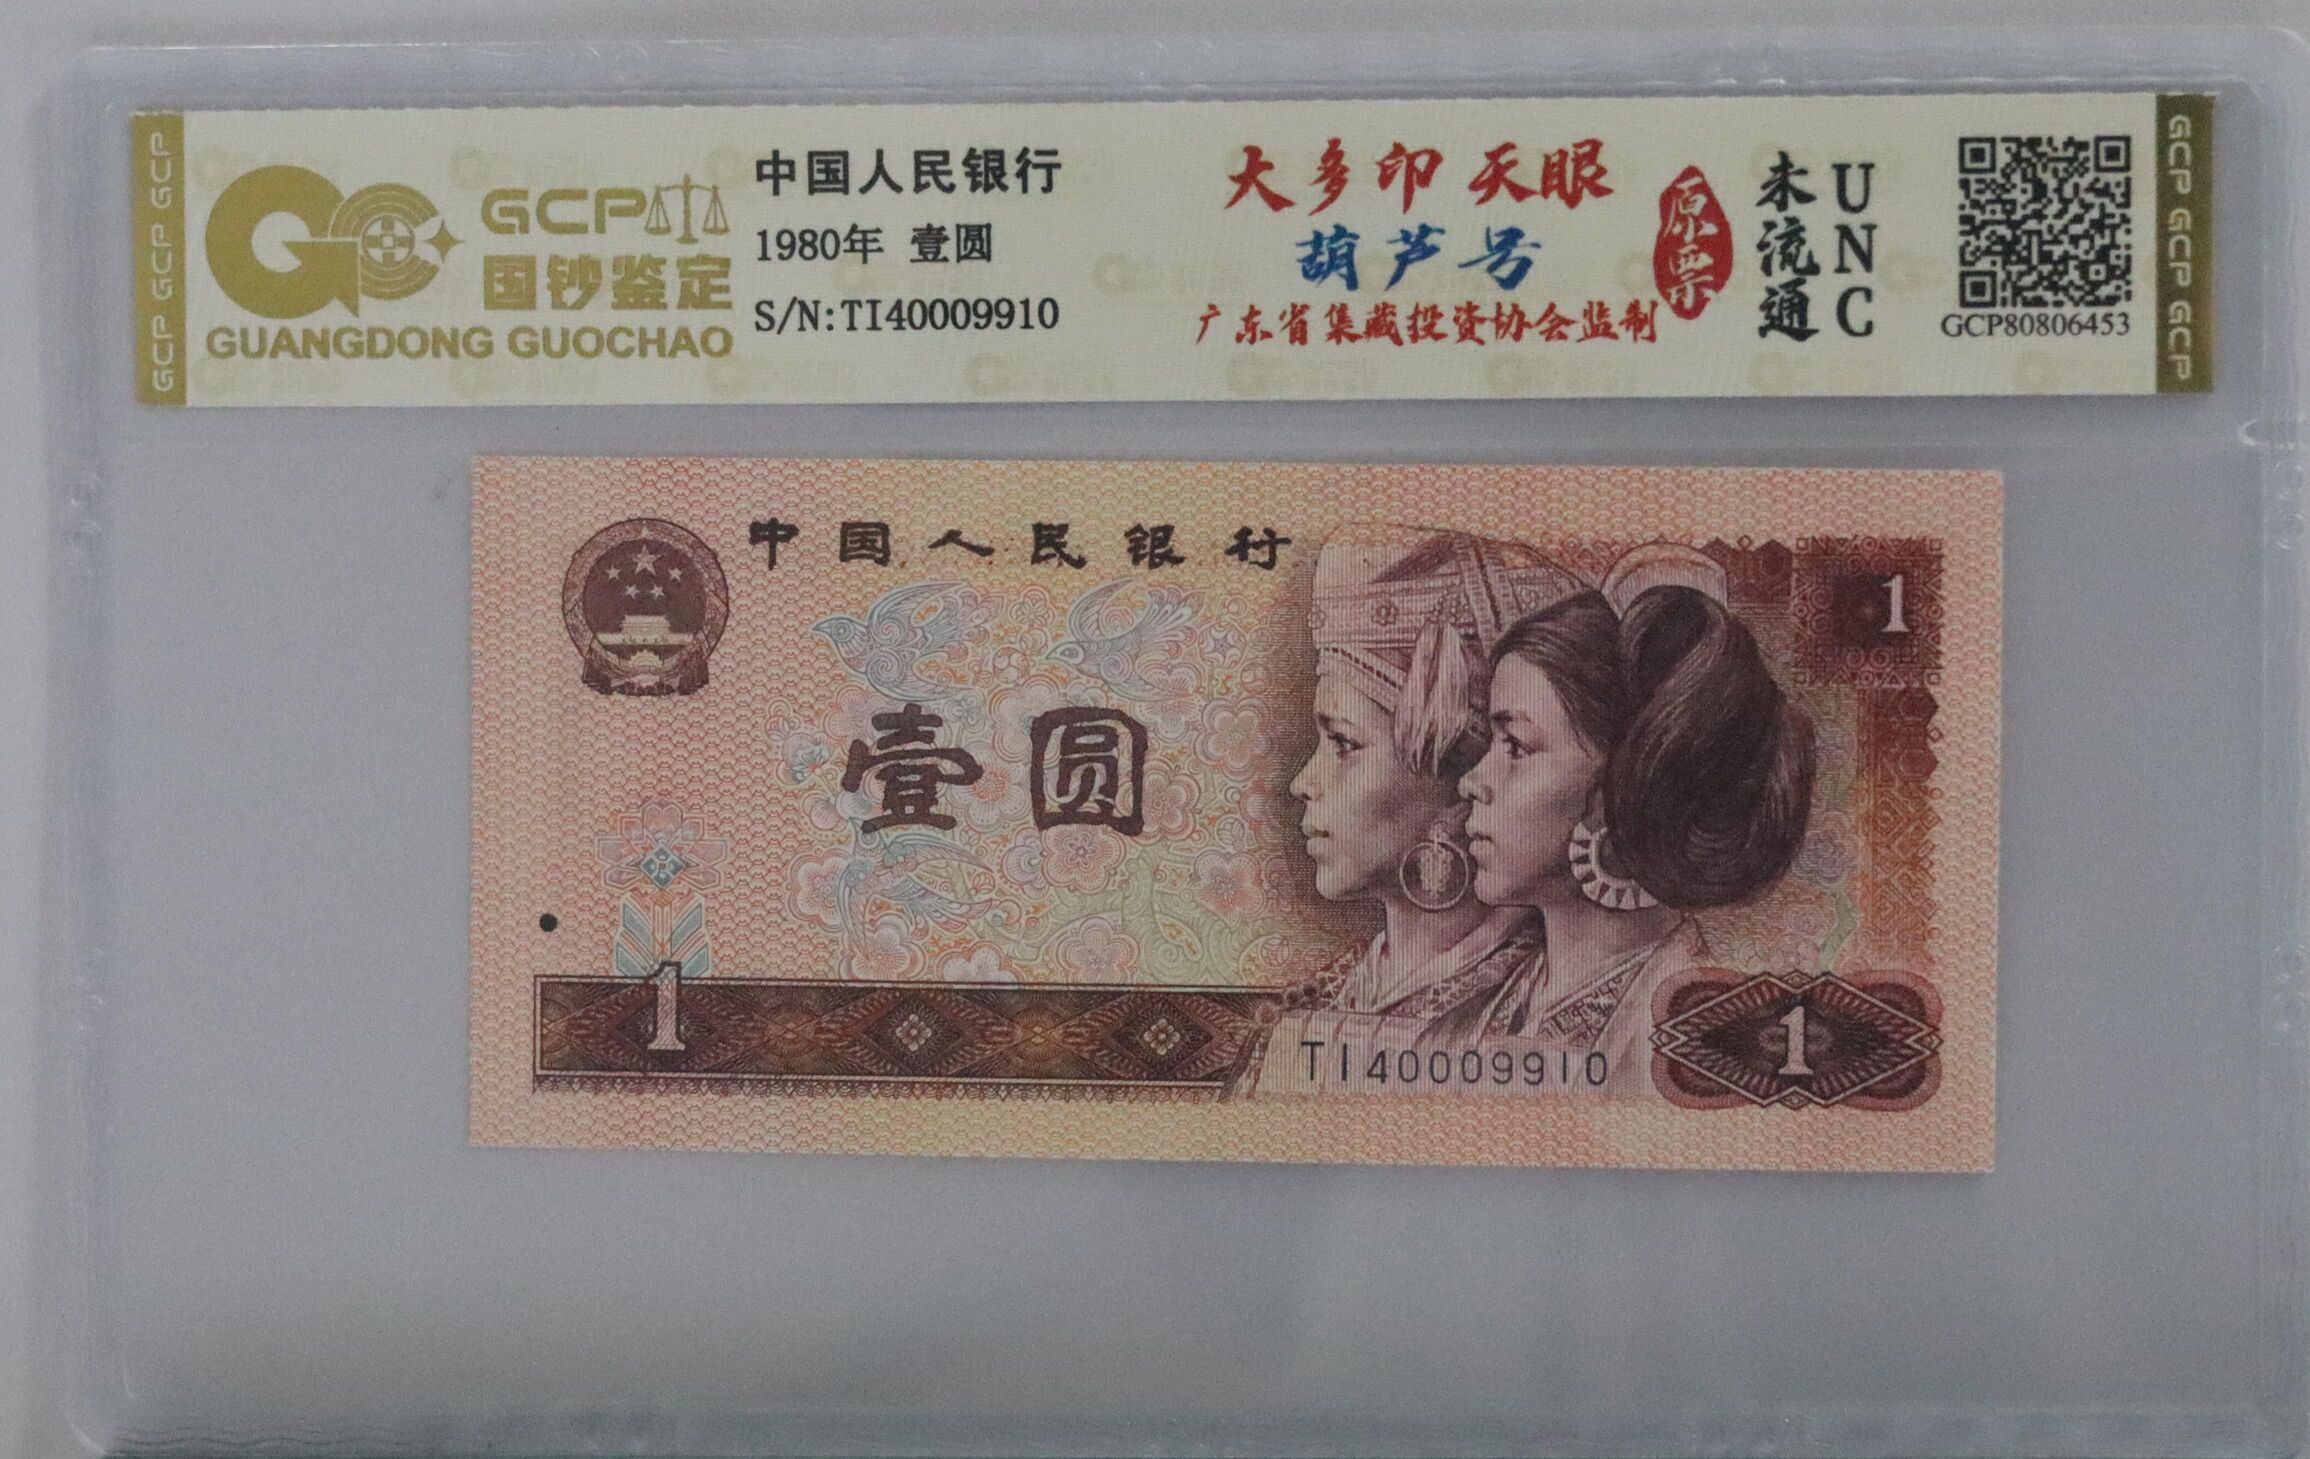 GCP GCP GCP
GCP
国钞鉴定
GUANGDONG GUOCHAO
中国人民银行
1980年 壹圆
S/N:TI40009910
大多印 天眼
葫芦号
广东省集藏投资协会监制
原票
未流通
UNC
GCP80806453
GCP GCP GCP
中国人民银行
1
壹圆
1
TI40009910
1